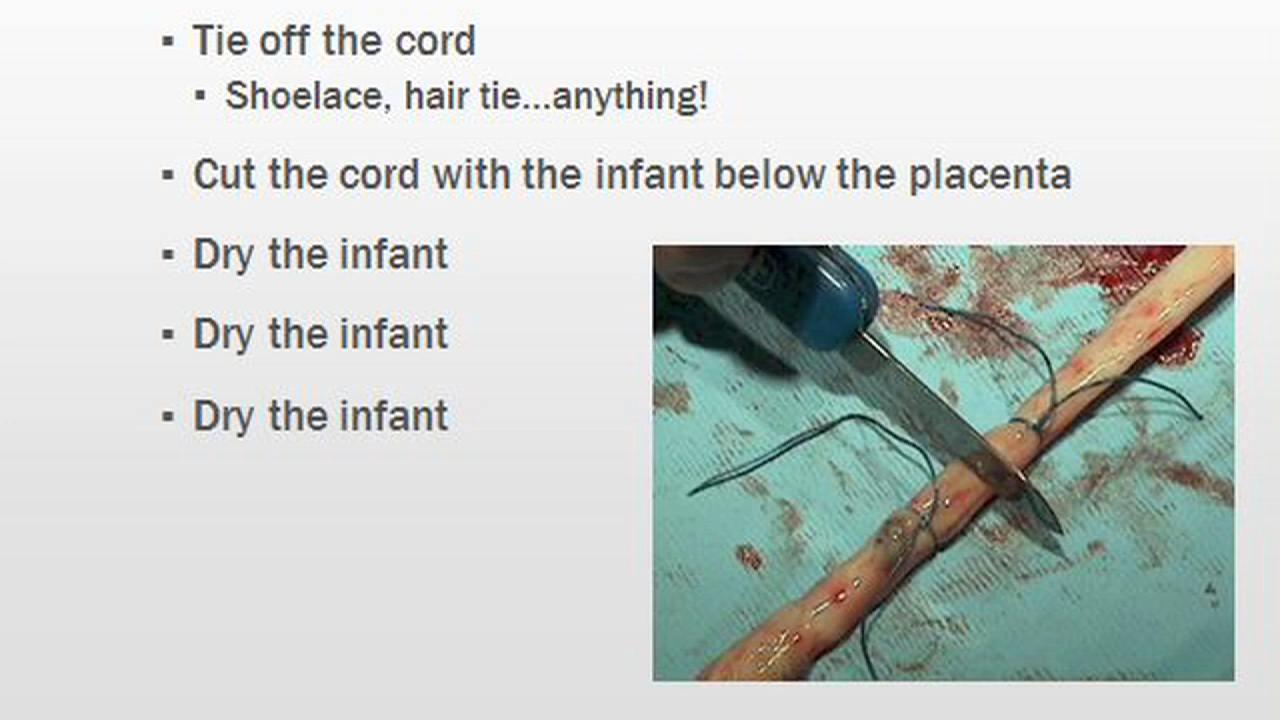 Tie off the cord
Shoelace, hair tie...anything!
Cut the cord with the infant below the placenta
Dry the infant
Dry the infant
Dry the infant